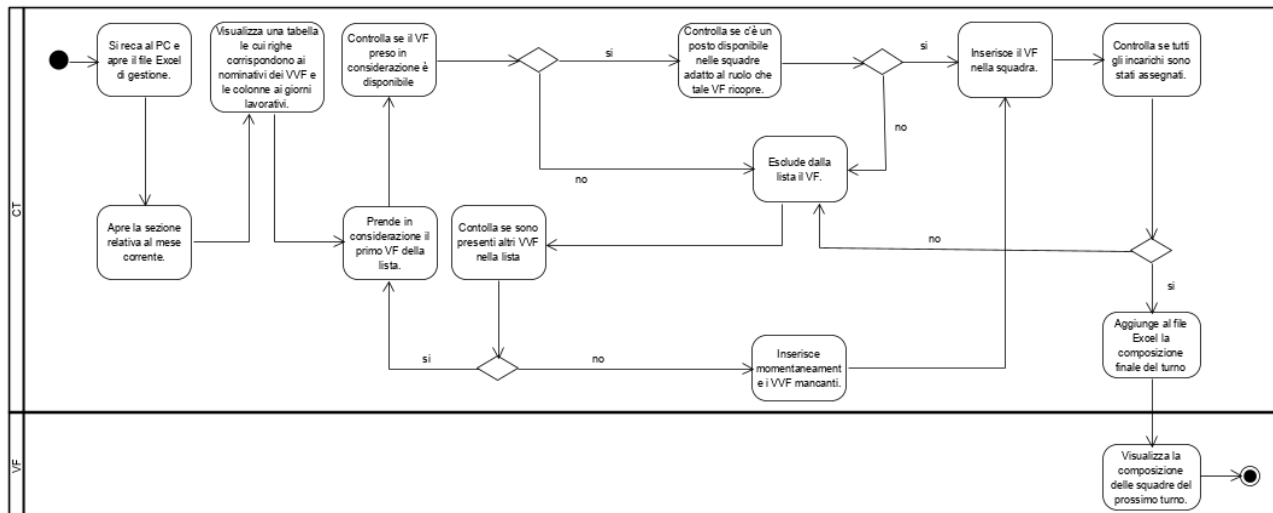 CT
Si reca al PC e
apre il file Excel
di gestione.
Visualizza una tabella
le cui righe
corrispondono ai
nominativi dei VVF e
le colonne ai giorni
lavorativi.
Controlla se il VF
preso in
considerazione è
disponibile
si
Controlla se c'è un
posto disponibile
nelle squadre
adatto al ruolo che
tale VF ricopre.
si
Inserisce il VF
nella squadra.
Controlla se tutti
gli incarichi sono
stati assegnati.
no
no
Esclude dalla
lista il VF.
Apre la sezione
relativa al mese
corrente.
Prende in
considerazione il
primo VF della
lista.
Contolla se sono
presenti altri VVF
nella lista
no
si
si
no
Inserisce
momentaneament
e i VVF mancanti.
Aggiunge al file
Excel la
composizione
finale del turno
VF
Visualizza la
composizione
delle squadre del
prossimo turno.